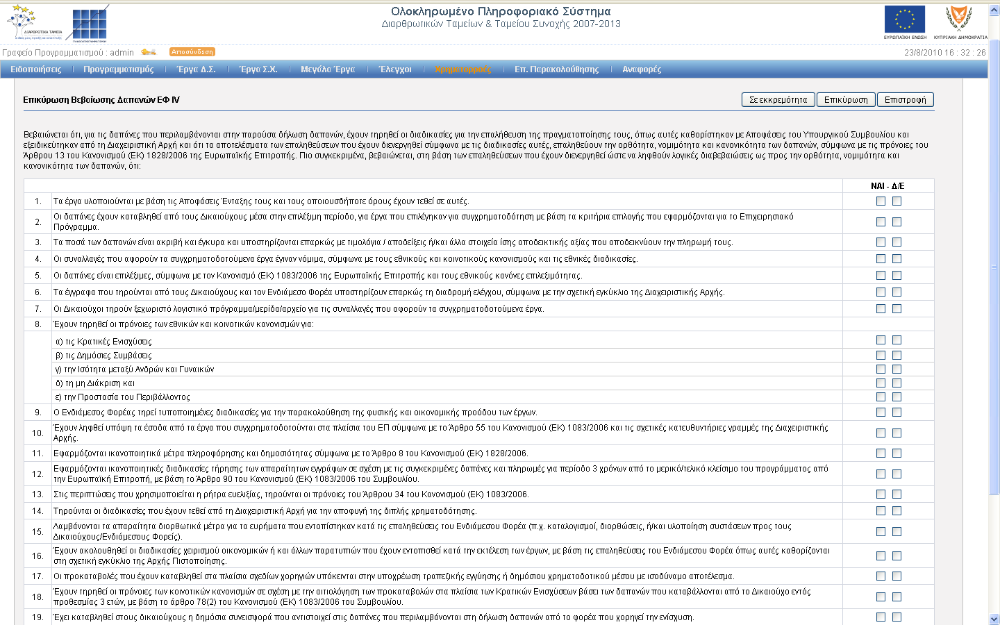 Ολοκληρωμένο Πληροφοριακό Σύστημα
Διαρθρωτικών Ταμείων & Ταμείου Συνοχής 2007-2013
ΔΙΑΡΘΡΩΤΙΚΑ ΤΑΜΕΙΑ
ΕΥΡΩΠΑΪΚΗ ΕΝΩΣΗ
ΚΥΠΡΙΑΚΗ ΔΗΜΟΚΡΑΤΙΑ
Γραφείο Προγραμματισμού : admin
Αποσύνδεση
23/8/2010 16 : 32 : 26
Ειδοποιήσεις
Προγραμματισμός
Έργα Δ.Σ.
Έργα Σ.Χ.
Μεγάλα Έργα
Έλεγχοι
Χρηματορροές
Επ. Παρακολούθησης
Αναφορές
Επικύρωση Βεβαίωσης Δαπανών ΕΦ IV
Σε εκκρεμότητα
Επικύρωση
Επιστροφή
Βεβαιώνεται ότι, για τις δαπάνες που περιλαμβάνονται στην παρούσα δήλωση δαπανών, έχουν τηρηθεί οι διαδικασίες για την επαλήθευση της πραγματοποίησης τους, όπως αυτές καθορίστηκαν με Αποφάσεις του Υπουργικού Συμβουλίου και
εξειδικεύτηκαν από τη Διαχειριστική Αρχή και ότι τα αποτελέσματα των επαληθεύσεων που έχουν διενεργηθεί σύμφωνα με τις διαδικασίες αυτές, επαληθεύουν την ορθότητα, νομιμότητα και κανονικότητα των δαπανών, σύμφωνα με τις πρόνοιες του
Άρθρου 13 του Κανονισμού (ΕΚ) 1828/2006 της Ευρωπαϊκής Επιτροπής. Πιο συγκεκριμένα, βεβαιώνεται, στη βάση των επαληθεύσεων που έχουν διενεργηθεί ώστε να ληφθούν λογικές διαβεβαιώσεις ως προς την ορθότητα, νομιμότητα και
κανονικότητα των δαπανών, ότι:
ΝΑΙ - Δ/Ε
1. Τα έργα υλοποιούνται με βάση τις Αποφάσεις Ένταξης τους και τους οποιουσδήποτε όρους έχουν τεθεί σε αυτές.
2. Οι δαπάνες έχουν καταβληθεί από τους Δικαιούχους μέσα στην επιλέξιμη περίοδο, για έργα που επιλέγηκαν για συγχρηματοδότηση με βάση τα κριτήρια επιλογής που εφαρμόζονται για το Επιχειρησιακό
Πρόγραμμα.
3. Τα ποσά των δαπανών είναι ακριβή και έγκυρα και υποστηρίζονται επαρκώς με τιμολόγια / αποδείξεις ή/και άλλα στοιχεία ίσης αποδεικτικής αξίας που αποδεικνύουν την πληρωμή τους.
4. Οι συναλλαγές που αφορούν τα συγχρηματοδοτούμενα έργα έγιναν νόμιμα, σύμφωνα με τους εθνικούς και κοινοτικούς κανονισμούς και τις εθνικές διαδικασίες.
5. Οι δαπάνες είναι επιλέξιμες, σύμφωνα με τον Κανονισμό (ΕΚ) 1083/2006 της Ευρωπαϊκής Επιτροπής και τους εθνικούς κανόνες επιλεξιμότητας.
6. Τα έγγραφα που τηρούνται από τους Δικαιούχους και τον Ενδιάμεσο Φορέα υποστηρίζουν επαρκώς τη διαδρομή ελέγχου, σύμφωνα με την σχετική εγκύκλιο της Διαχειριστικής Αρχής.
7. Οι Δικαιούχοι τηρούν ξεχωριστό λογιστικό πρόγραμμα/μερίδα/αρχείο για τις συναλλαγές που αφορούν τα συγχρηματοδοτούμενα έργα.
8. Έχουν τηρηθεί οι πρόνοιες των εθνικών και κοινοτικών κανονισμών για:
α) τις Κρατικές Ενισχύσεις
β) τις Δημόσιες Συμβάσεις
γ) την Ισότητα μεταξύ Ανδρών και Γυναικών
δ) τη μη Διάκριση και
ε) την Προστασία του Περιβάλλοντος
9. Ο Ενδιάμεσος Φορέας τηρεί τυποποιημένες διαδικασίες για την παρακολούθηση της φυσικής και οικονομικής προόδου των έργων.
10. Έχουν ληφθεί υπόψη τα έσοδα από τα έργα που συγχρηματοδοτούνται στα πλαίσια του ΕΠ σύμφωνα με το Άρθρο 55 του Κανονισμού (ΕΚ) 1083/2006 και τις σχετικές κατευθυντήριες γραμμές της Διαχειριστικής
Αρχής.
11. Εφαρμόζονται ικανοποιητικά μέτρα πληροφόρησης και δημοσιότητας σύμφωνα με το Άρθρο 8 του Κανονισμού (ΕΚ) 1828/2006.
12. Εφαρμόζονται ικανοποιητικές διαδικασίες τήρησης των απαραίτητων εγγράφων σε σχέση με τις συγκεκριμένες δαπάνες και πληρωμές για περίοδο 3 χρόνων από το μερικό/τελικό κλείσιμο του προγράμματος από
την Ευρωπαϊκή Επιτροπή, με βάση το Άρθρο 90 του Κανονισμού (ΕΚ) 1083/2006 του Συμβουλίου.
13. Στις περιπτώσεις που χρησιμοποιείται η ρήτρα ευελιξίας, τηρούνται οι πρόνοιες του Άρθρου 34 του Κανονισμού (ΕΚ) 1083/2006.
14. Τηρούνται οι διαδικασίες που έχουν τεθεί από τη Διαχειριστική Αρχή για την αποφυγή της διπλής χρηματοδότησης.
15. Λαμβάνονται τα απαραίτητα διορθωτικά μέτρα για τα ευρήματα που εντοπίστηκαν κατά τις επαληθεύσεις του Ενδιάμεσου Φορέα (π.χ. καταλογισμοί, διορθώσεις, ή/και υλοποίηση συστάσεων προς τους
Δικαιούχους/Ενδιάμεσους Φορείς).
16. Έχουν ακολουθηθεί οι διαδικασίες χειρισμού οικονομικών ή και άλλων παρατυπιών που έχουν εντοπισθεί κατά την εκτέλεση των έργων, με βάση τις επαληθεύσεις του Ενδιάμεσου Φορέα όπως αυτές καθορίζονται
στη σχετική εγκύκλιο της Αρχής Πιστοποίησης.
17. Οι προκαταβολές που έχουν καταβληθεί στα πλαίσια σχεδίων χορηγιών υπόκεινται στην υποχρέωση τραπεζικής εγγύησης ή δημόσιου χρηματοδοτικού μέσου με ισοδύναμο αποτέλεσμα.
18. Έχουν τηρηθεί οι πρόνοιες των κοινοτικών κανονισμών σε σχέση με την αιτιολόγηση των προκαταβολών στα πλαίσια των Κρατικών Ενισχύσεων βάσει των δαπανών που καταβάλλονται από το Δικαιούχο εντός
προθεσμίας 3 ετών, με βάση το άρθρο 78(2) του Κανονισμού (ΕΚ) 1083/2006 του Συμβουλίου.
19. Έχει καταβληθεί στους δικαιούχους η δημόσια συνεισφορά που αντιστοιχεί στις δαπάνες που περιλαμβάνονται στη δήλωση δαπανών από το φορέα που χορηγεί την ενίσχυση.